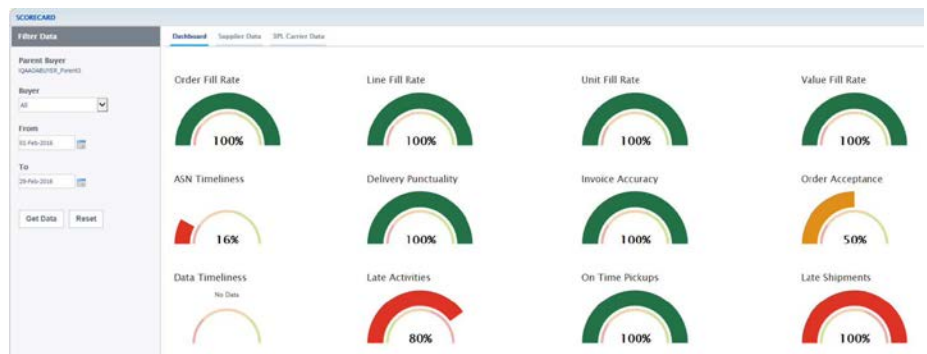 SCORECARD
Filter Data
Dashboard Supplier Data 3PL Carrier Data
Parent Buyer
Buyer
All
From
01-Feb-2016
To
29-Feb-2016
Get Data Reset
Order Fill Rate Line Fill Rate Unit Fill Rate Value Fill Rate
100% 100% 100% 100%
ASN Timeliness Delivery Punctuality Invoice Accuracy Order Acceptance
16% 100% 100% 50%
Data Timeliness Late Activities On Time Pickups Late Shipments
No Data
80% 100% 100%